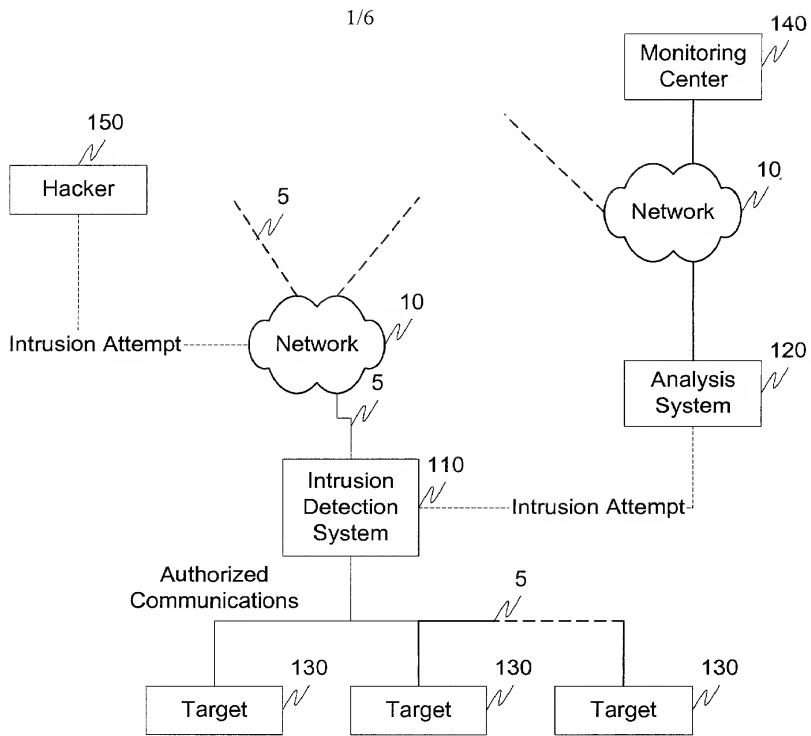 1/6
140
Monitoring
Center
150
Hacker
5
10
Network
10
Network
Intrusion Attempt
5
120
Analysis
System
110
Intrusion
Detection
System
Intrusion Attempt
Authorized
Communications
5
130
130
130
Target
Target
Target